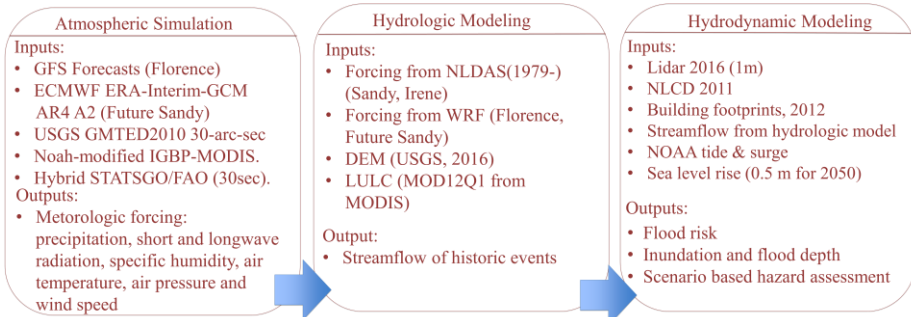 Atmospheric Simulation
Inputs:
• GFS Forecasts (Florence)
• ECMWF ERA-Interim-GCM
AR4 A2 (Future Sandy)
• USGS GMTED2010 30-arc-sec
• Noah-modified IGBP-MODIS.
• Hybrid STATSGO/FAO (30sec).
Outputs:
• Metorologic forcing:
precipitation, short and longwave
radiation, specific humidity, air
temperature, air pressure and
wind speed
Hydrologic Modeling
Inputs:
• Forcing from NLDAS(1979-)
(Sandy, Irene)
• Forcing from WRF (Florence,
Future Sandy)
• DEM (USGS, 2016)
• LULC (MOD12Q1 from
MODIS)
Output:
• Streamflow of historic events
Hydrodynamic Modeling
Inputs:
• Lidar 2016 (1m)
• NLCD 2011
• Building footprints, 2012
• Streamflow from hydrologic model
• NOAA tide & surge
• Sea level rise (0.5 m for 2050)
Outputs:
• Flood risk
• Inundation and flood depth
• Scenario based hazard assessment